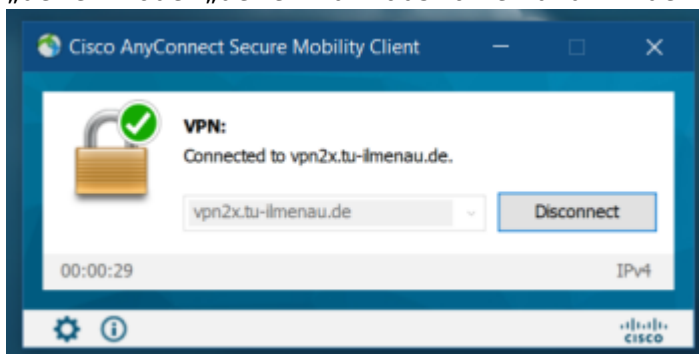 Cisco AnyConnect Secure Mobility Client
VPN:
Connected to vpn2x.tu-ilmenau.de.
vpn2x.tu-ilmenau.de
Disconnect
00:00:29
IPv4
CISCO